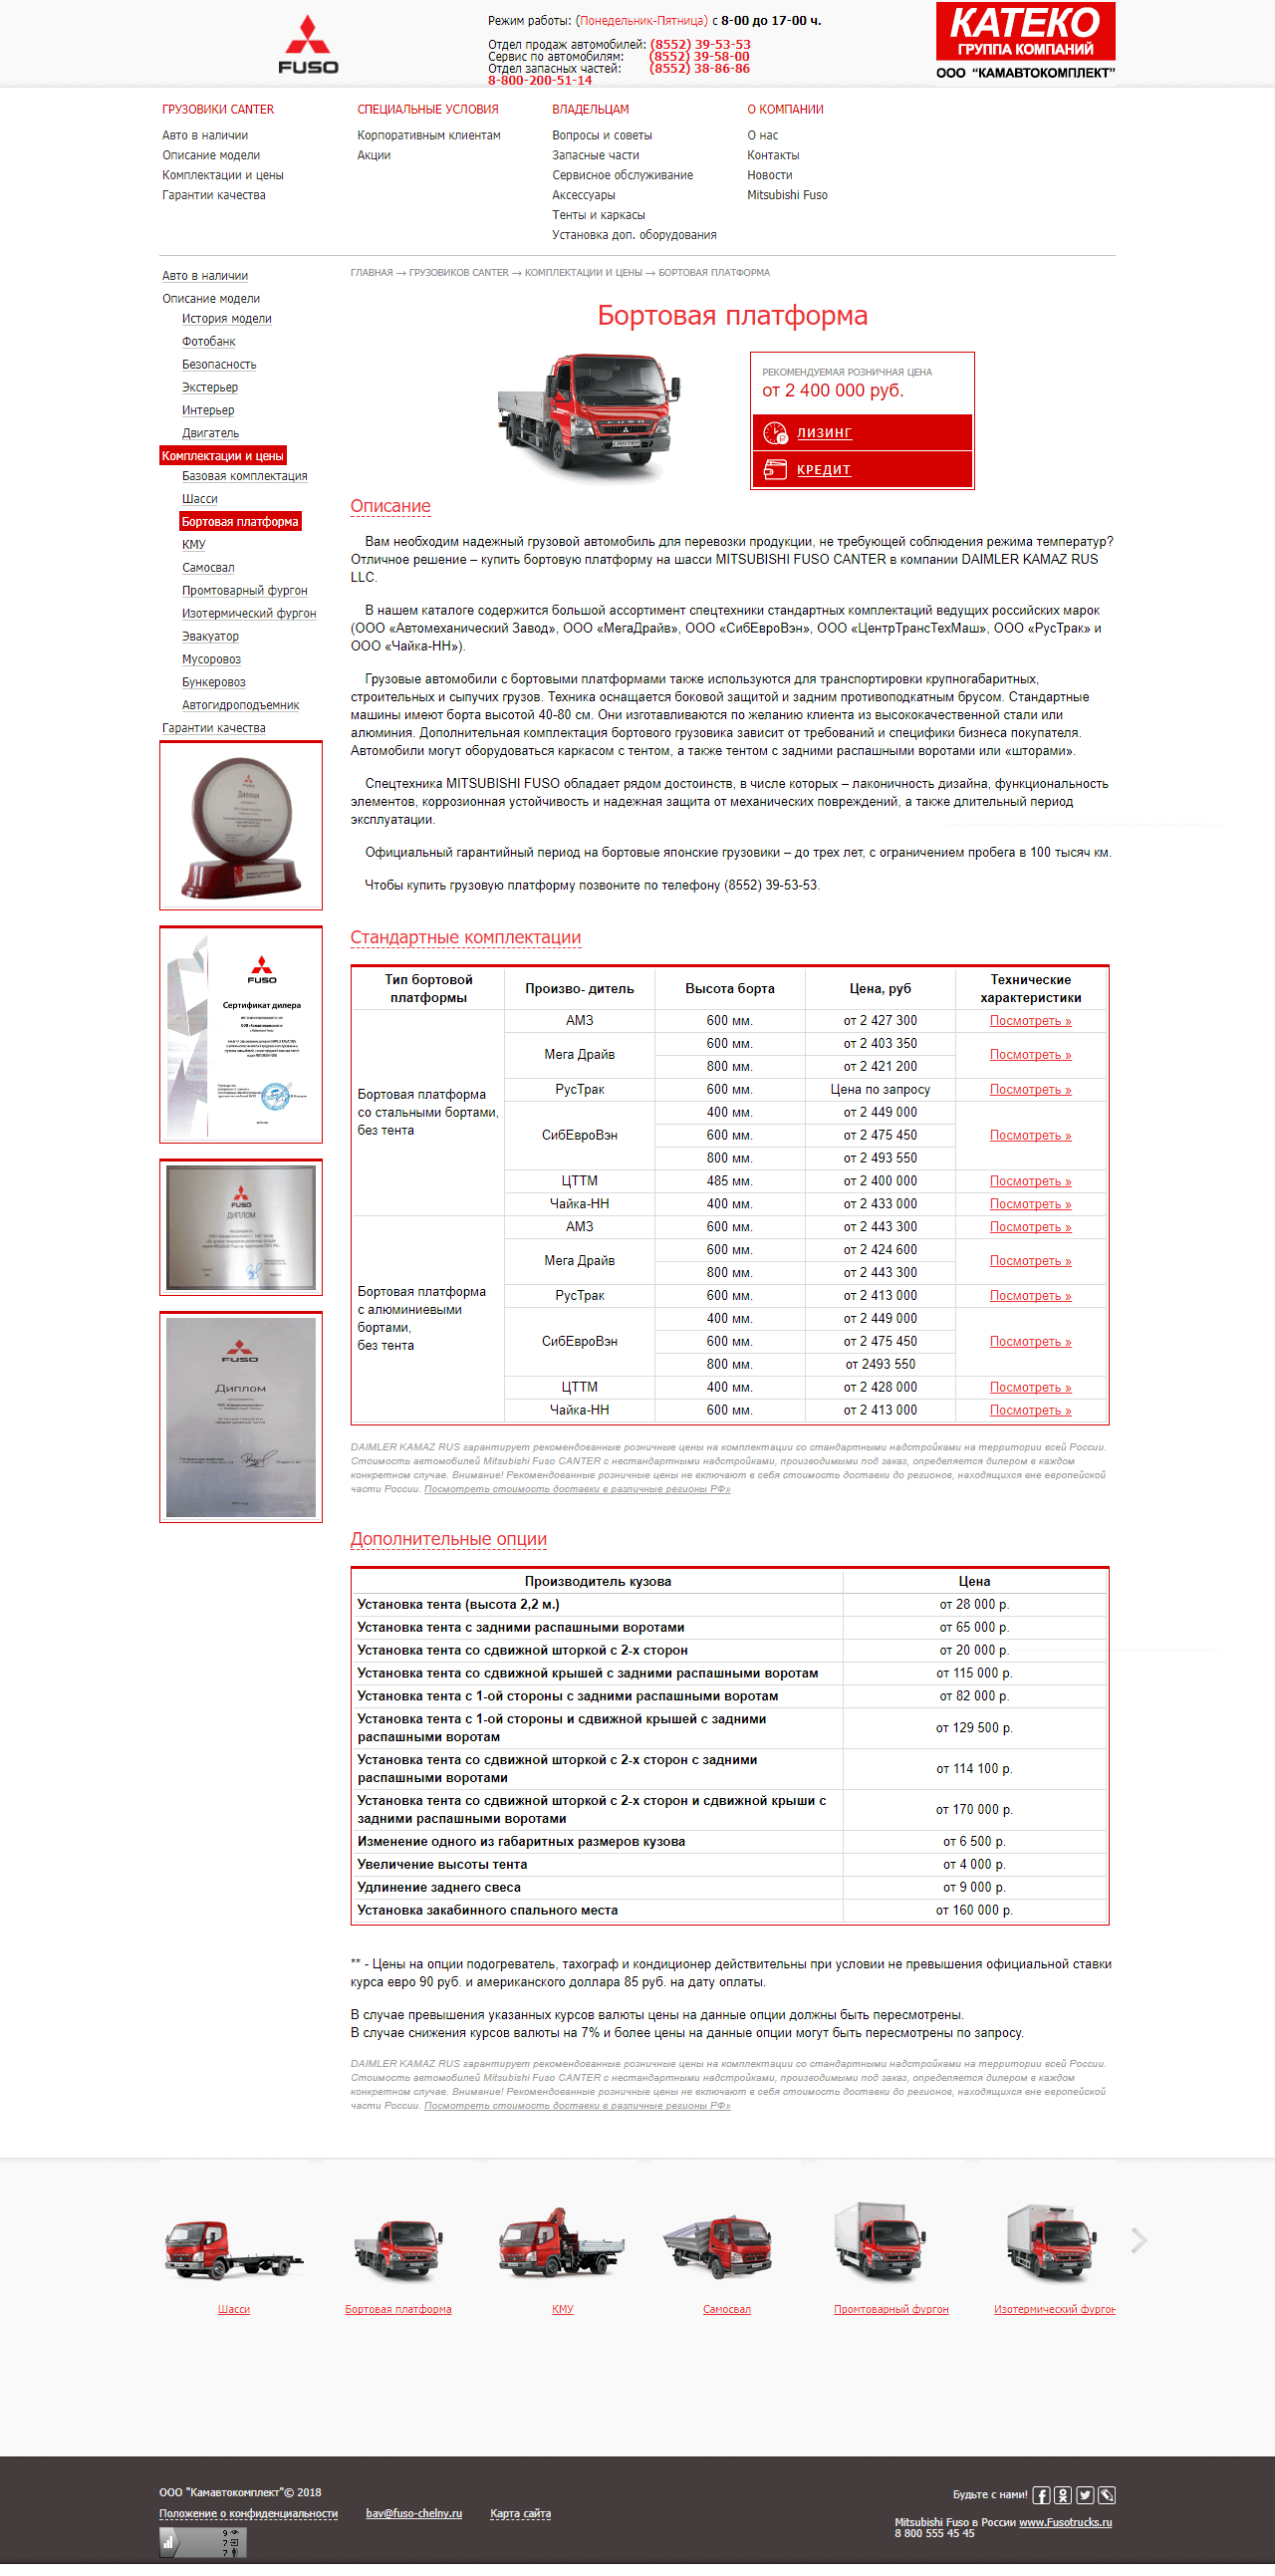 FUSO
Режим работы: (Понедельник-Пятница) с 8-00 до 17-00 ч.
Отдел продаж автомобилей: (8552) 39-53-53
Сервис по автомобилям: (8552) 39-58-00
Отдел запасных частей: (8552) 38-86-86
8-800-200-51-14
КАТЕКО
ГРУППА КОМПАНИЙ
ООО "КАМАВТОКОМПЛЕКТ"
ГРУЗОВИКИ CANTER
Авто в наличии
Описание модели
Комплектации и цены
Гарантии качества
СПЕЦИАЛЬНЫЕ УСЛОВИЯ
Корпоративным клиентам
Акции
ВЛАДЕЛЬЦАМ
Вопросы и советы
Запасные части
Сервисное обслуживание
Аксессуары
Тенты и каркасы
Установка доп. оборудования
О КОМПАНИИ
О нас
Контакты
Новости
Mitsubishi Fuso
Авто в наличии
Описание модели
История модели
Фотобанк
Безопасность
Экстерьер
Интерьер
Двигатель
Комплектации и цены
Базовая комплектация
Шасси
Бортовая платформа
КМУ
Самосвал
Промтоварный фургон
Изотермический фургон
Эвакуатор
Мусоровоз
Бункеровоз
Автогидроподъемник
Гарантии качества
Диплом
FUSO
Сертификат дилера
FUSO
ДИПЛОМ
FUSO
Диплом
ГЛАВНАЯ → ГРУЗОВИКОВ CANTER → КОМПЛЕКТАЦИИ И ЦЕНЫ → БОРТОВАЯ ПЛАТФОРМА
Бортовая платформа
РЕКОМЕНДУЕМАЯ РОЗНИЧНАЯ ЦЕНА
от 2 400 000 руб.
ЛИЗИНГ
КРЕДИТ
Описание
Вам необходим надежный грузовой автомобиль для перевозки продукции, не требующей соблюдения режима температур?
Отличное решение – купить бортовую платформу на шасси MITSUBISHI FUSO CANTER в компании DAIMLER KAMAZ RUS
LLC.
В нашем каталоге содержится большой ассортимент спецтехники стандартных комплектаций ведущих российских марок
(ООО «Автомеханический Завод», ООО «МегаДрайв», ООО «СибЕвроВэн», ООО «ЦентрТрансТехМаш», ООО «РусТрак» и
ООО «Чайка-НН»).
Грузовые автомобили с бортовыми платформами также используются для транспортировки крупногабаритных,
строительных и сыпучих грузов. Техника оснащается боковой защитой и задним противоподкатным брусом. Стандартные
машины имеют борта высотой 40-80 см. Они изготавливаются по желанию клиента из высококачественной стали или
алюминия. Дополнительная комплектация бортового грузовика зависит от требований и специфики бизнеса покупателя.
Автомобили могут оборудоваться каркасом с тентом, а также тентом с задними распашными воротами или «шторами».
Спецтехника MITSUBISHI FUSO обладает рядом достоинств, в числе которых – лаконичность дизайна, функциональность
элементов, коррозионная устойчивость и надежная защита от механических повреждений, а также длительный период
эксплуатации.
Официальный гарантийный период на бортовые японские грузовики – до трех лет, с ограничением пробега в 100 тысяч км.
Чтобы купить грузовую платформу позвоните по телефону (8552) 39-53-53.
Стандартные комплектации
Тип бортовой платформы Произво- дитель Высота борта Цена, руб Технические характеристики
Бортовая платформа
со стальными бортами,
без тента
АМЗ 600 мм. от 2 427 300 Посмотреть »
Мега Драйв 600 мм. от 2 403 350 Посмотреть »
800 мм. от 2 421 200
РусТрак 600 мм. Цена по запросу Посмотреть »
СибЕвроВэн 400 мм. от 2 449 000 Посмотреть »
600 мм. от 2 475 450
800 мм. от 2 493 550
ЦТТМ 485 мм. от 2 400 000 Посмотреть »
Чайка-НН 400 мм. от 2 433 000 Посмотреть »
Бортовая платформа
с алюминиевыми
бортами,
без тента
АМЗ 600 мм. от 2 443 300 Посмотреть »
Мега Драйв 600 мм. от 2 424 600 Посмотреть »
800 мм. от 2 443 300
РусТрак 600 мм. от 2 413 000 Посмотреть »
СибЕвроВэн 400 мм. от 2 449 000 Посмотреть »
600 мм. от 2 475 450
800 мм. от 2493 550
ЦТТМ 400 мм. от 2 428 000 Посмотреть »
Чайка-НН 600 мм. от 2 413 000 Посмотреть »
DAIMLER KAMAZ RUS гарантирует рекомендованные розничные цены на комплектации со стандартными надстройками на территории всей России.
Стоимость автомобилей Mitsubishi Fuso CANTER с нестандартными надстройками, производимыми под заказ, определяется дилером в каждом
конкретном случае. Внимание! Рекомендованные розничные цены не включают в себя стоимость доставки до регионов, находящихся вне европейской
части России. Посмотреть стоимость доставки в различные регионы РФ»
Дополнительные опции
Производитель кузова Цена
Установка тента (высота 2,2 м.) от 28 000 р.
Установка тента с задними распашными воротами от 65 000 р.
Установка тента со сдвижной шторкой с 2-х сторон от 20 000 р.
Установка тента со сдвижной крышей с задними распашными воротам от 115 000 р.
Установка тента с 1-ой стороны с задними распашными воротам от 82 000 р.
Установка тента с 1-ой стороны и сдвижной крышей с задними
распашными воротам от 129 500 р.
Установка тента со сдвижной шторкой с 2-х сторон с задними
распашными воротами от 114 100 р.
Установка тента со сдвижной шторкой с 2-х сторон и сдвижной крыши с
задними распашными воротами от 170 000 р.
Изменение одного из габаритных размеров кузова от 6 500 р.
Увеличение высоты тента от 4 000 р.
Удлинение заднего свеса от 9 000 р.
Установка закабинного спального места от 160 000 р.
** - Цены на опции подогреватель, тахограф и кондиционер действительны при условии не превышения официальной ставки
курса евро 90 руб. и американского доллара 85 руб. на дату оплаты.
В случае превышения указанных курсов валюты цены на данные опции должны быть пересмотрены.
В случае снижения курсов валюты на 7% и более цены на данные опции могут быть пересмотрены по запросу.
DAIMLER KAMAZ RUS гарантирует рекомендованные розничные цены на комплектации со стандартными надстройками на территории всей России.
Стоимость автомобилей Mitsubishi Fuso CANTER с нестандартными надстройками, производимыми под заказ, определяется дилером в каждом
конкретном случае. Внимание! Рекомендованные розничные цены не включают в себя стоимость доставки до регионов, находящихся вне европейской
части России. Посмотреть стоимость доставки в различные регионы РФ»
Шасси
Бортовая платформа
КМУ
Самосвал
Промтоварный фургон
Изотермический фургон
ООО "Камавтокомплект"© 2018
Положение о конфиденциальности bav@fuso-chelny.ru Карта сайта
9
7
7
Будьте с нами!
Mitsubishi Fuso в России www.Fusotrucks.ru
8 800 555 45 45